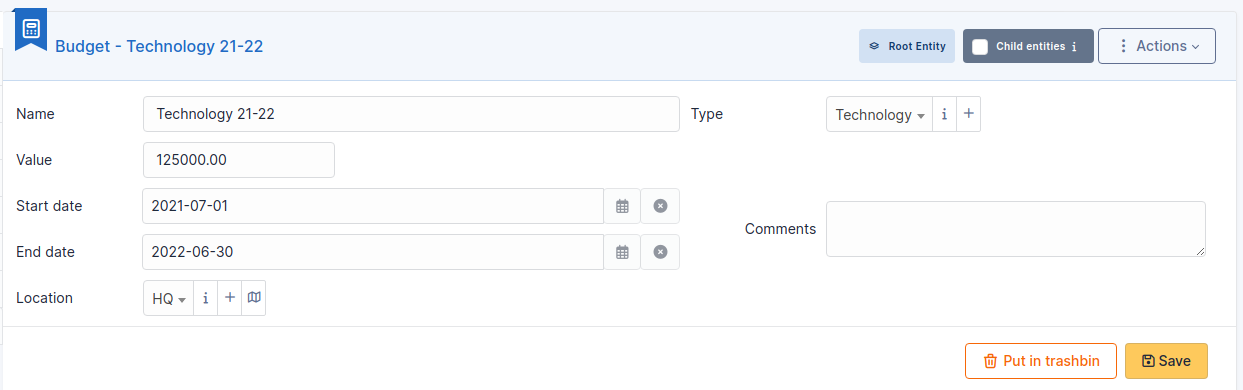 Budget - Technology 21-22
Root Entity
Child entities i
Actions
Name
Technology 21-22
Type
Technology
i
+
Value
125000.00
Start date
2021-07-01
End date
2022-06-30
Comments
Location
HQ
i
+
Put in trashbin
Save